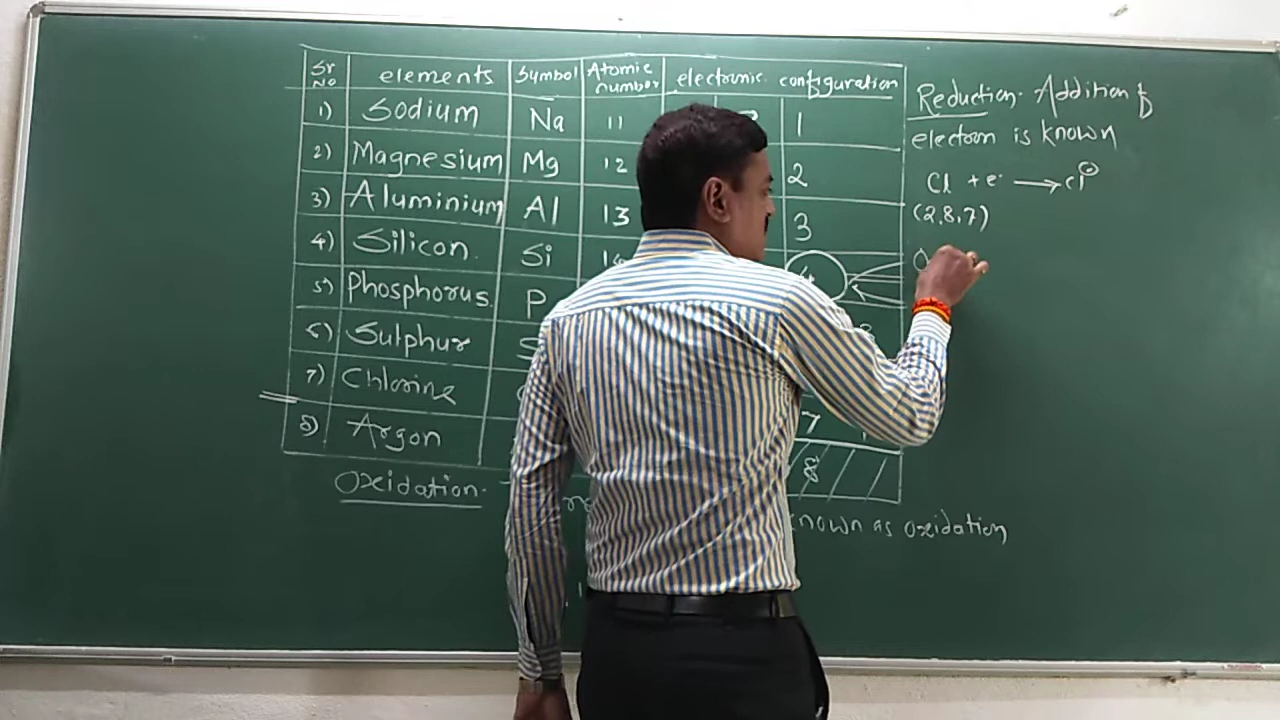 Sr No elements Symbol Atomic number electronic configuration
1) Sodium Na 11 1
2) Magnesium Mg 12 2
3) Aluminium Al 13 3
4) Silicon Si
5) Phosphorus P
6) Sulphur
7) Chlorine 7
8) Argon 8
Oxidation
known as oxidation
Reduction- Addition of
electron is known
Cl + e⁻ → Cl⊖
(2,8,7)